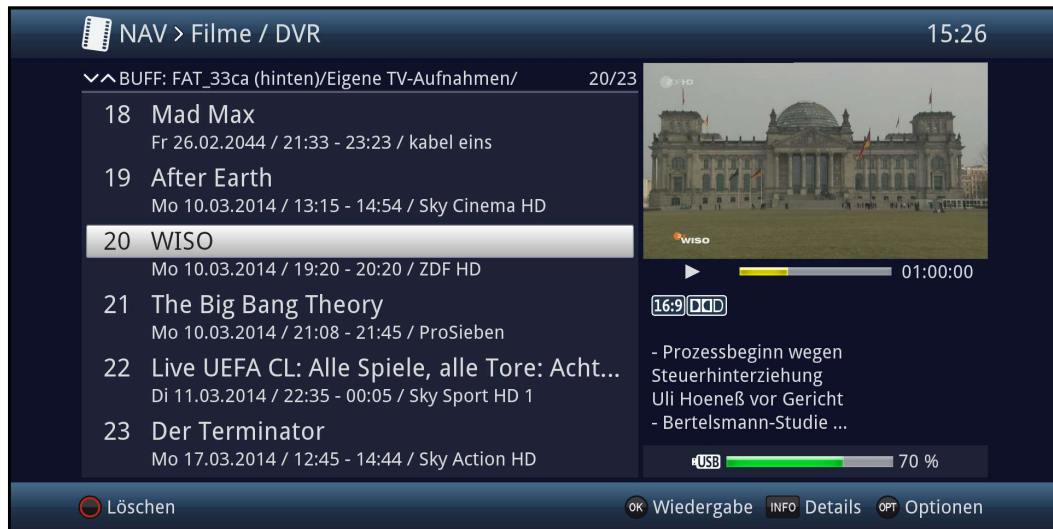 NAV > Filme / DVR
15:26
BUFF: FAT_33ca (hinten)/Eigene TV-Aufnahmen/ 20/23
18 Mad Max
Fr 26.02.2044 / 21:33 - 23:23 / kabel eins
19 After Earth
Mo 10.03.2014 / 13:15 - 14:54 / Sky Cinema HD
20 WISO
Mo 10.03.2014 / 19:20 - 20:20 / ZDF HD
21 The Big Bang Theory
Mo 10.03.2014 / 21:08 - 21:45 / ProSieben
22 Live UEFA CL: Alle Spiele, alle Tore: Acht...
Di 11.03.2014 / 22:35 - 00:05 / Sky Sport HD 1
23 Der Terminator
Mo 17.03.2014 / 12:45 - 14:44 / Sky Action HD
ZDF HD
WISO
01:00:00
16:9
- Prozessbeginn wegen
Steuerhinterziehung
Uli Hoeneß vor Gericht
- Bertelsmann-Studie ...
USB 70 %
Löschen
OK Wiedergabe INFO Details OPT Optionen